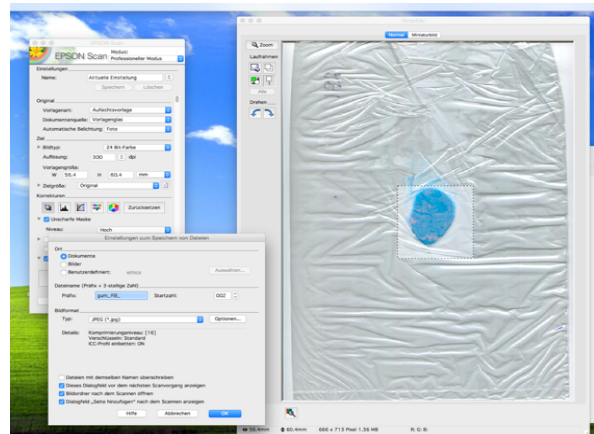 EPSON Scan
EPSON Scan
Modus:
Professioneller Modus
Einstellungen
Name: Aktuelle Einstellung
Speichern Löschen
Original
Vorlagenart: Aufsichtsvorlage
Dokumentenquelle: Vorlagenglas
Automatische Belichtung: Foto
Ziel
Bildtyp: 24 Bit-Farbe
Auflösung: 300 dpi
Vorlagengröße:
W 56.4 H 60.4 mm
Zielgröße: Original
Korrekturen
Zurücksetzen
Unscharfe Maske
Niveau: Hoch
Einstellungen zum Speichern von Dateien
Ort
Dokumente
Bilder
Benutzerdefiniert: Auswählen...
Dateiname (Präfix + 3-stellige Zahl)
Präfix: Startzahl: 002
Bildformat
Typ: JPEG (*.jpg) Optionen...
Details: Komprimierungsniveau: [16]
Verschlüsseln: Standard
ICC-Profil einbetten: ON
Dateien mit demselben Namen überschreiben
Dieses Dialogfeld vor dem nächsten Scanvorgang anzeigen
Bildordner nach dem Scannen öffnen
Dialogfeld „Seite hinzufügen" nach dem Scannen anzeigen
Hilfe Abbrechen OK
Normal Miniaturbild
Zoom
Laufrahmen
Alle
Drehen
56.4mm 60.4mm 666 x 713 Pixel 1.36 MB R: G: B: